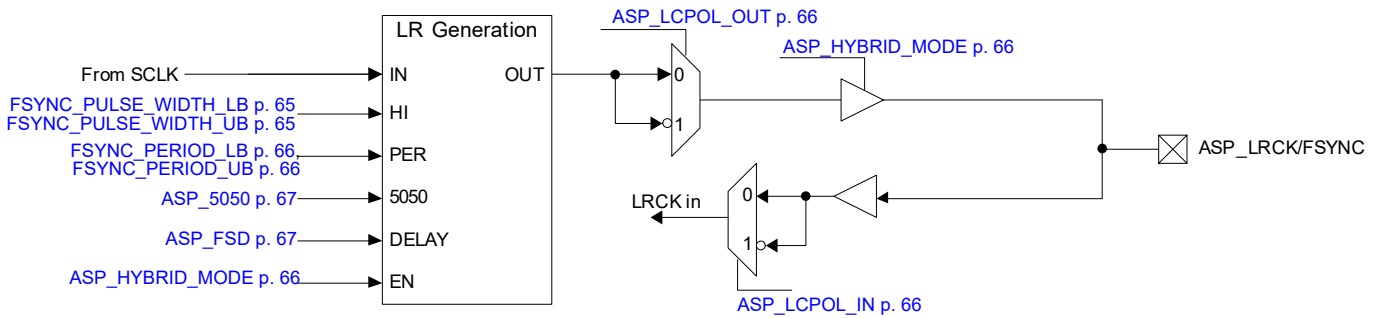 ASP_LCPOL_OUT p. 66
LR Generation
ASP_HYBRID_MODE p. 66
From SCLK
IN
OUT
0
FSYNC_PULSE_WIDTH_LB p. 65
FSYNC_PULSE_WIDTH_UB p. 65
HI
1
FSYNC_PERIOD_LB p. 66,
FSYNC_PERIOD_UB p. 66
PER
ASP_LRCK/FSYNC
ASP_5050 p. 67
5050
LRCK in
0
ASP_FSD p. 67
DELAY
1
ASP_HYBRID_MODE p. 66
EN
ASP_LCPOL_IN p. 66